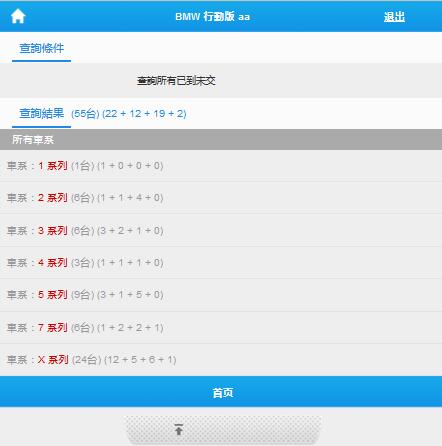 BMW 行動版 aa
退出
查詢條件
查詢所有已到未交
查詢結果 (55台) (22 + 12 + 19 + 2)
所有車系
車系：1 系列 (1台) (1 + 0 + 0 + 0)
車系：2 系列 (6台) (1 + 1 + 4 + 0)
車系：3 系列 (6台) (3 + 2 + 1 + 0)
車系：4 系列 (3台) (1 + 1 + 1 + 0)
車系：5 系列 (9台) (3 + 1 + 5 + 0)
車系：7 系列 (6台) (1 + 2 + 2 + 1)
車系：X 系列 (24台) (12 + 5 + 6 + 1)
首页